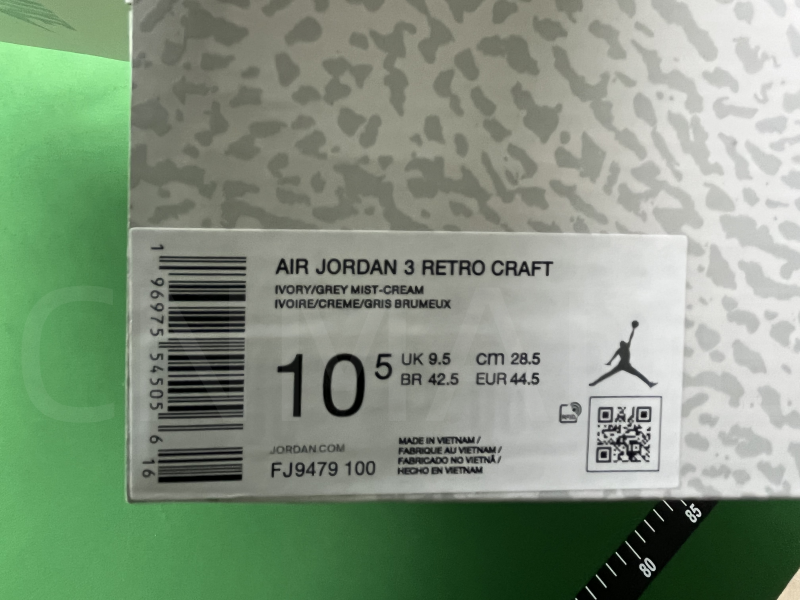 AIR JORDAN 3 RETRO CRAFT
IVORY/GREY MIST-CREAM
IVOIRE/CREME/GRIS BRUMEUX
10 5
UK 9.5 cm 28.5
BR 42.5 EUR 44.5
JORDAN.COM
FJ9479 100
MADE IN VIETNAM /
FABRIQUE AU VIETNAM /
FABRICADO NO VIETNÃ /
HECHO EN VIETNAM
1 96975 54505 6 16
85
80